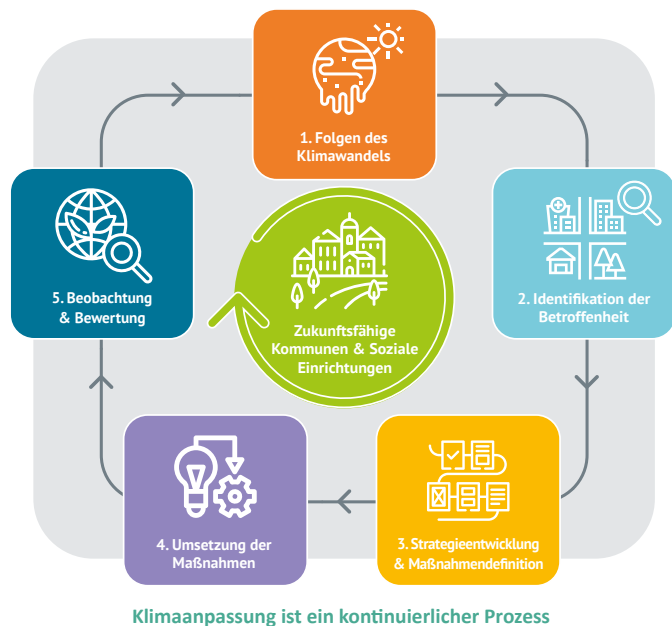 1. Folgen des
Klimawandels
2. Identifikation der
Betroffenheit
3. Strategieentwicklung
& Maßnahmendefinition
4. Umsetzung der
Maßnahmen
5. Beobachtung
& Bewertung
Zukunftsfähige
Kommunen & Soziale
Einrichtungen
Klimaanpassung ist ein kontinuierlicher Prozess